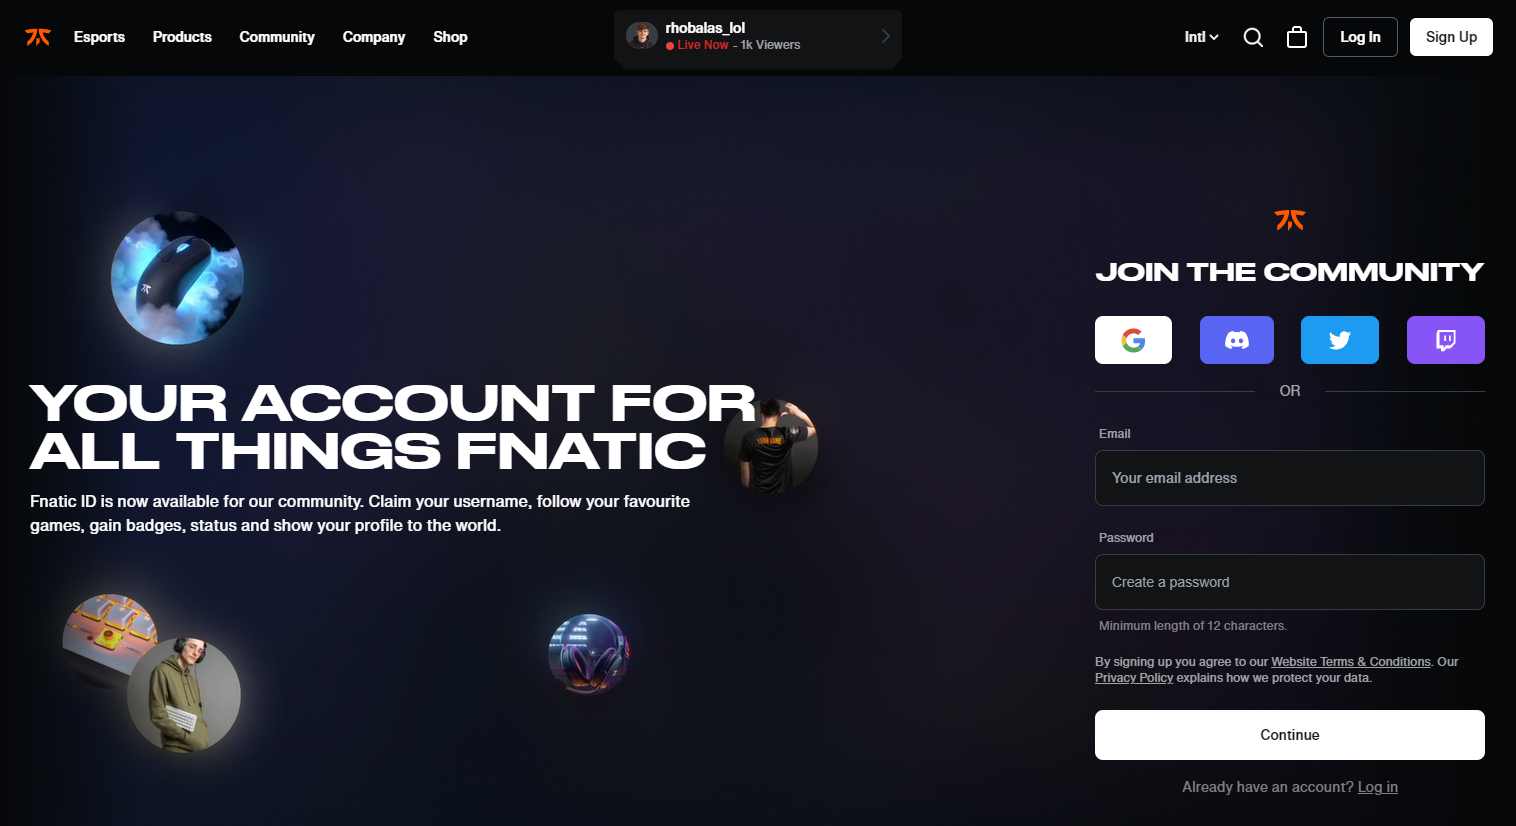 Esports
Products
Community
Company
Shop
rhobalas_lol
Live Now - 1k Viewers
Intl
Log In
Sign Up
JOIN THE COMMUNITY
OR
YOUR ACCOUNT FOR
ALL THINGS FNATIC
YOUR NAME
Fnatic ID is now available for our community. Claim your username, follow your favourite
games, gain badges, status and show your profile to the world.
Email
Your email address
Password
Create a password
Minimum length of 12 characters.
By signing up you agree to our Website Terms & Conditions. Our
Privacy Policy explains how we protect your data.
Continue
Already have an account? Log in